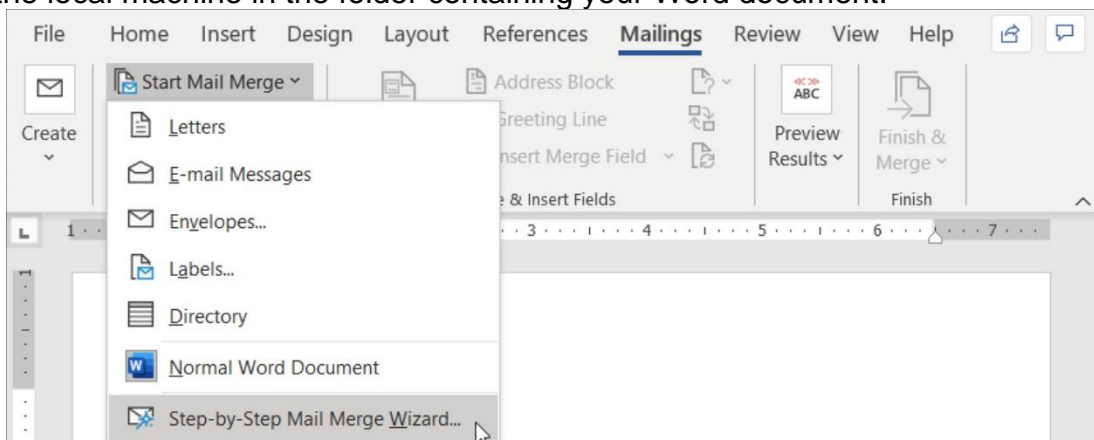 the local machine in the folder containing your Word document.
File Home Insert Design Layout References Mailings Review View Help
Start Mail Merge
Address Block
ABC
Create
Letters
Greeting Line
Preview
Results
Finish &
Merge
E-mail Messages
Insert Merge Field
& Insert Fields
Finish
Envelopes...
L 1 3 4 5 6 7
1
Labels...
Directory
W Normal Word Document
Step-by-Step Mail Merge Wizard...